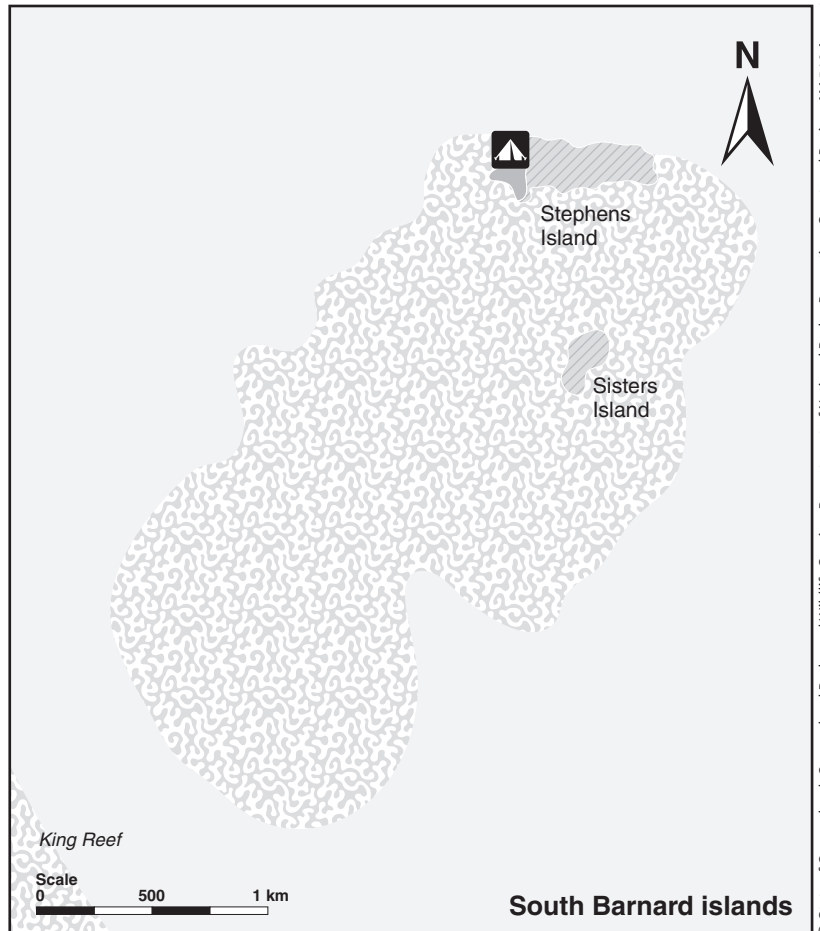 N
Stephens
Island
Sisters
Island
King Reef
Scale
0 500 1 km
South Barnard islands